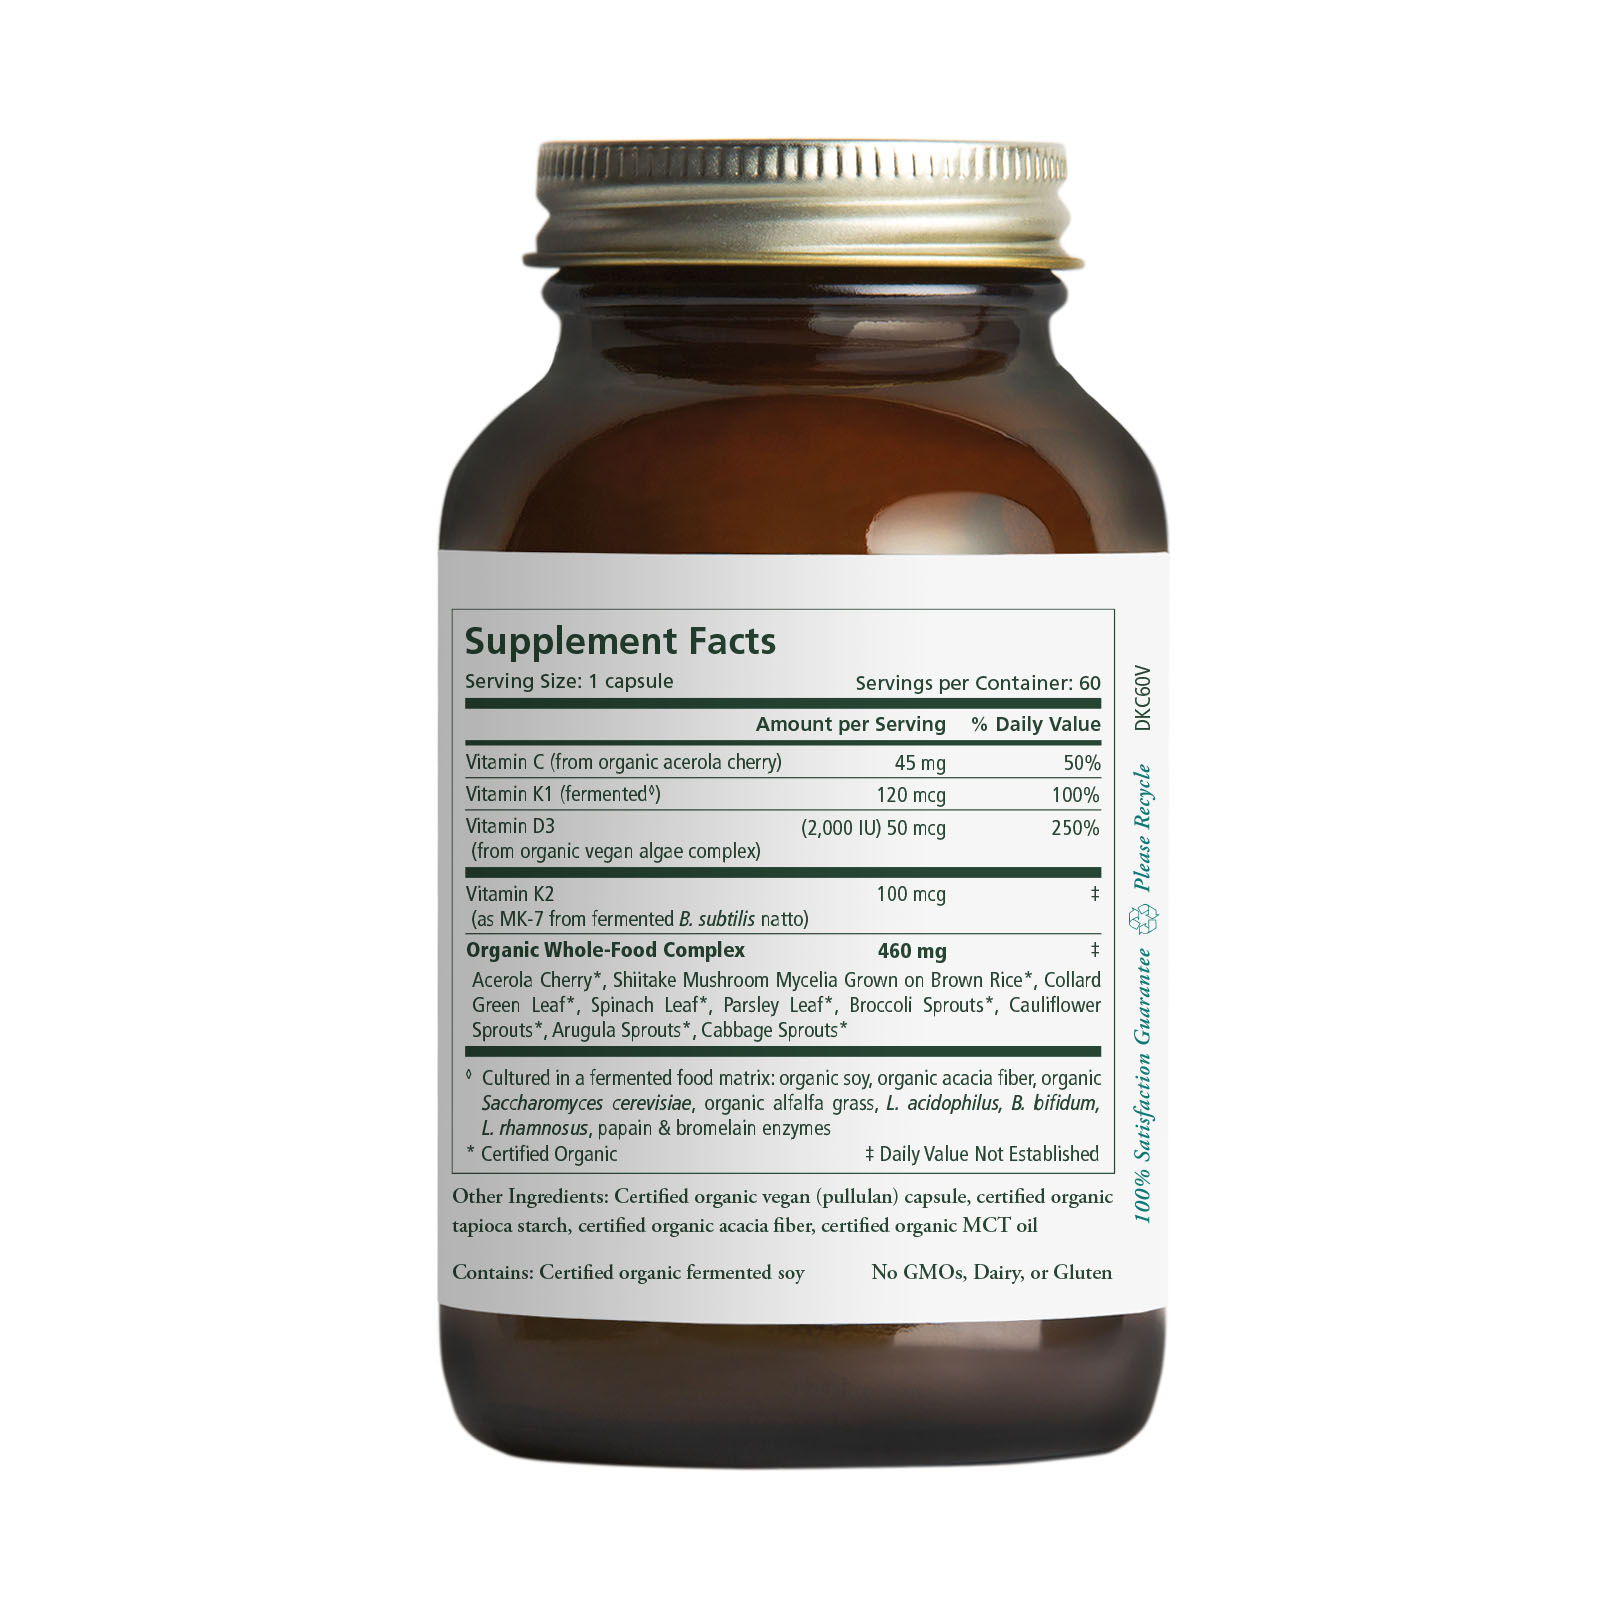 Supplement Facts
Serving Size: 1 capsule Servings per Container: 60
Amount per Serving % Daily Value
Vitamin C (from organic acerola cherry) 45 mg 50%
Vitamin K1 (fermented◊) 120 mcg 100%
Vitamin D3 (2,000 IU) 50 mcg 250%
(from organic vegan algae complex)
Vitamin K2 100 mcg ‡
(as MK-7 from fermented B. subtilis natto)
Organic Whole-Food Complex 460 mg ‡
Acerola Cherry*, Shiitake Mushroom Mycelia Grown on Brown Rice*, Collard
Green Leaf*, Spinach Leaf*, Parsley Leaf*, Broccoli Sprouts*, Cauliflower
Sprouts*, Arugula Sprouts*, Cabbage Sprouts*
◊ Cultured in a fermented food matrix: organic soy, organic acacia fiber, organic
Saccharomyces cerevisiae, organic alfalfa grass, L. acidophilus, B. bifidum,
L. rhamnosus, papain & bromelain enzymes
* Certified Organic ‡ Daily Value Not Established
Other Ingredients: Certified organic vegan (pullulan) capsule, certified organic
tapioca starch, certified organic acacia fiber, certified organic MCT oil
Contains: Certified organic fermented soy No GMOs, Dairy, or Gluten
100% Satisfaction Guarantee Please Recycle DKC60V